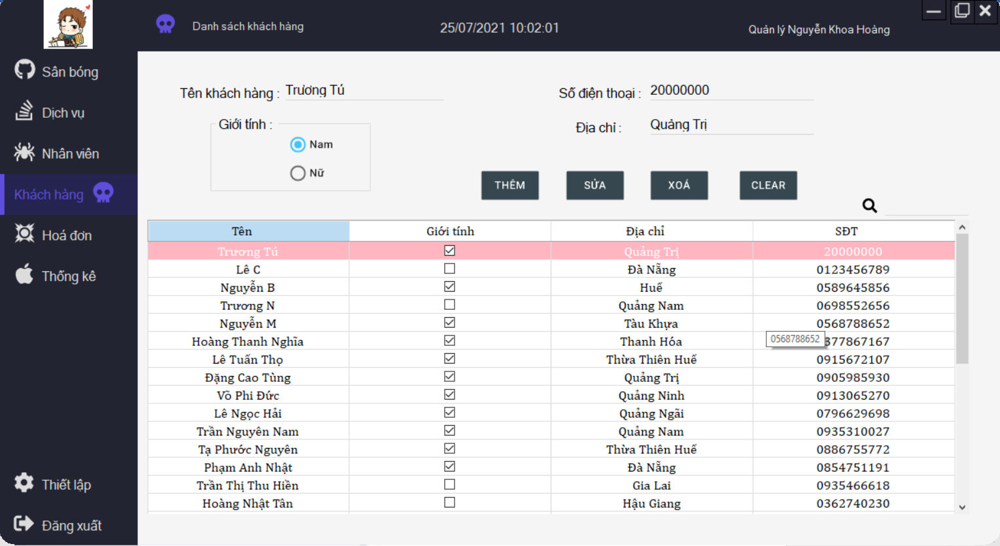 Danh sách khách hàng
25/07/2021 10:02:01
Quản lý Nguyễn Khoa Hoàng
Sân bóng
Dịch vụ
Nhân viên
Khách hàng
Hoá đơn
Thống kê
Thiết lập
Đăng xuất
Tên khách hàng : Trương Tú
Số điện thoại : 20000000
Giới tính :
Nam
Nữ
Địa chỉ : Quảng Trị
THÊM SỬA XOÁ CLEAR
Tên Giới tính Địa chỉ SĐT
Trương Tú Quảng Trị 20000000
Lê C Đà Nẵng 0123456789
Nguyễn B Huế 0589645856
Trương N Quảng Nam 0698552656
Nguyễn M Tàu Khựa 0568788652
Hoàng Thanh Nghĩa Thanh Hóa 377867167
0568788652
Lê Tuấn Thọ Thừa Thiên Huế 0915672107
Đặng Cao Tùng Quảng Trị 0905985930
Võ Phi Đức Quảng Ninh 0913065270
Lê Ngọc Hải Quảng Ngãi 0796629698
Trần Nguyên Nam Quảng Nam 0935310027
Tạ Phước Nguyên Thừa Thiên Huế 0886755772
Phạm Anh Nhật Đà Nẵng 0854751191
Trần Thị Thu Hiền Gia Lai 0935466618
Hoàng Nhật Tân Hậu Giang 0362740230